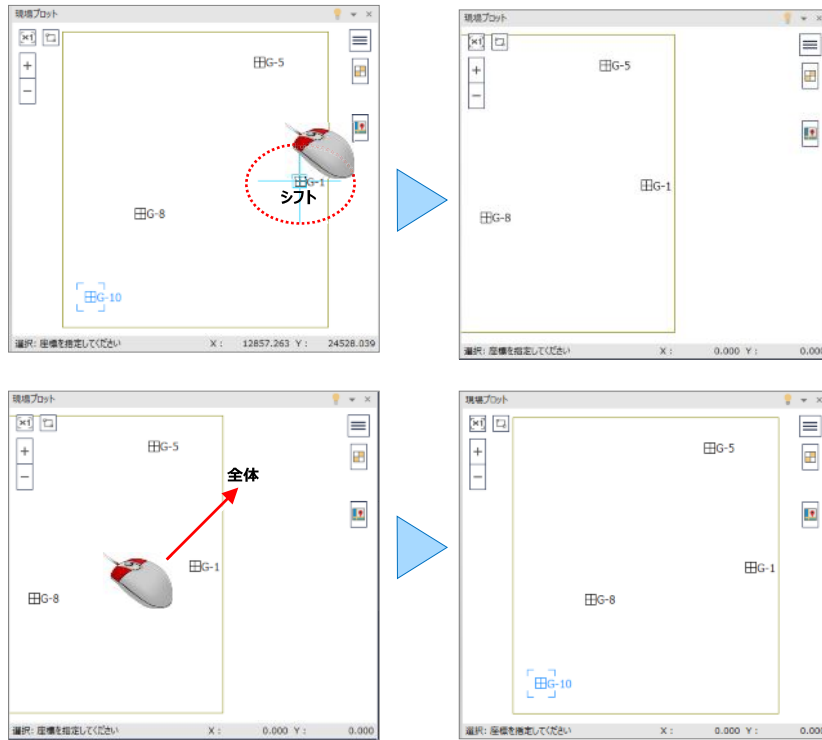 現場プロット
×1
G-5
+
−
G-1
シフト
G-8
G-10
選択: 座標を指定してください X : 12857.263 Y : 24528.039
現場プロット
×1
G-5
+
−
G-1
G-8
選択: 座標を指定してください X : 0.000 Y : 0.000
現場プロット
×1
G-5
+
−
全体
G-1
G-8
選択: 座標を指定してください X : 0.000 Y : 0.000
現場プロット
×1
G-5
+
−
G-1
G-8
G-10
選択: 座標を指定してください X : 0.000 Y : 0.000